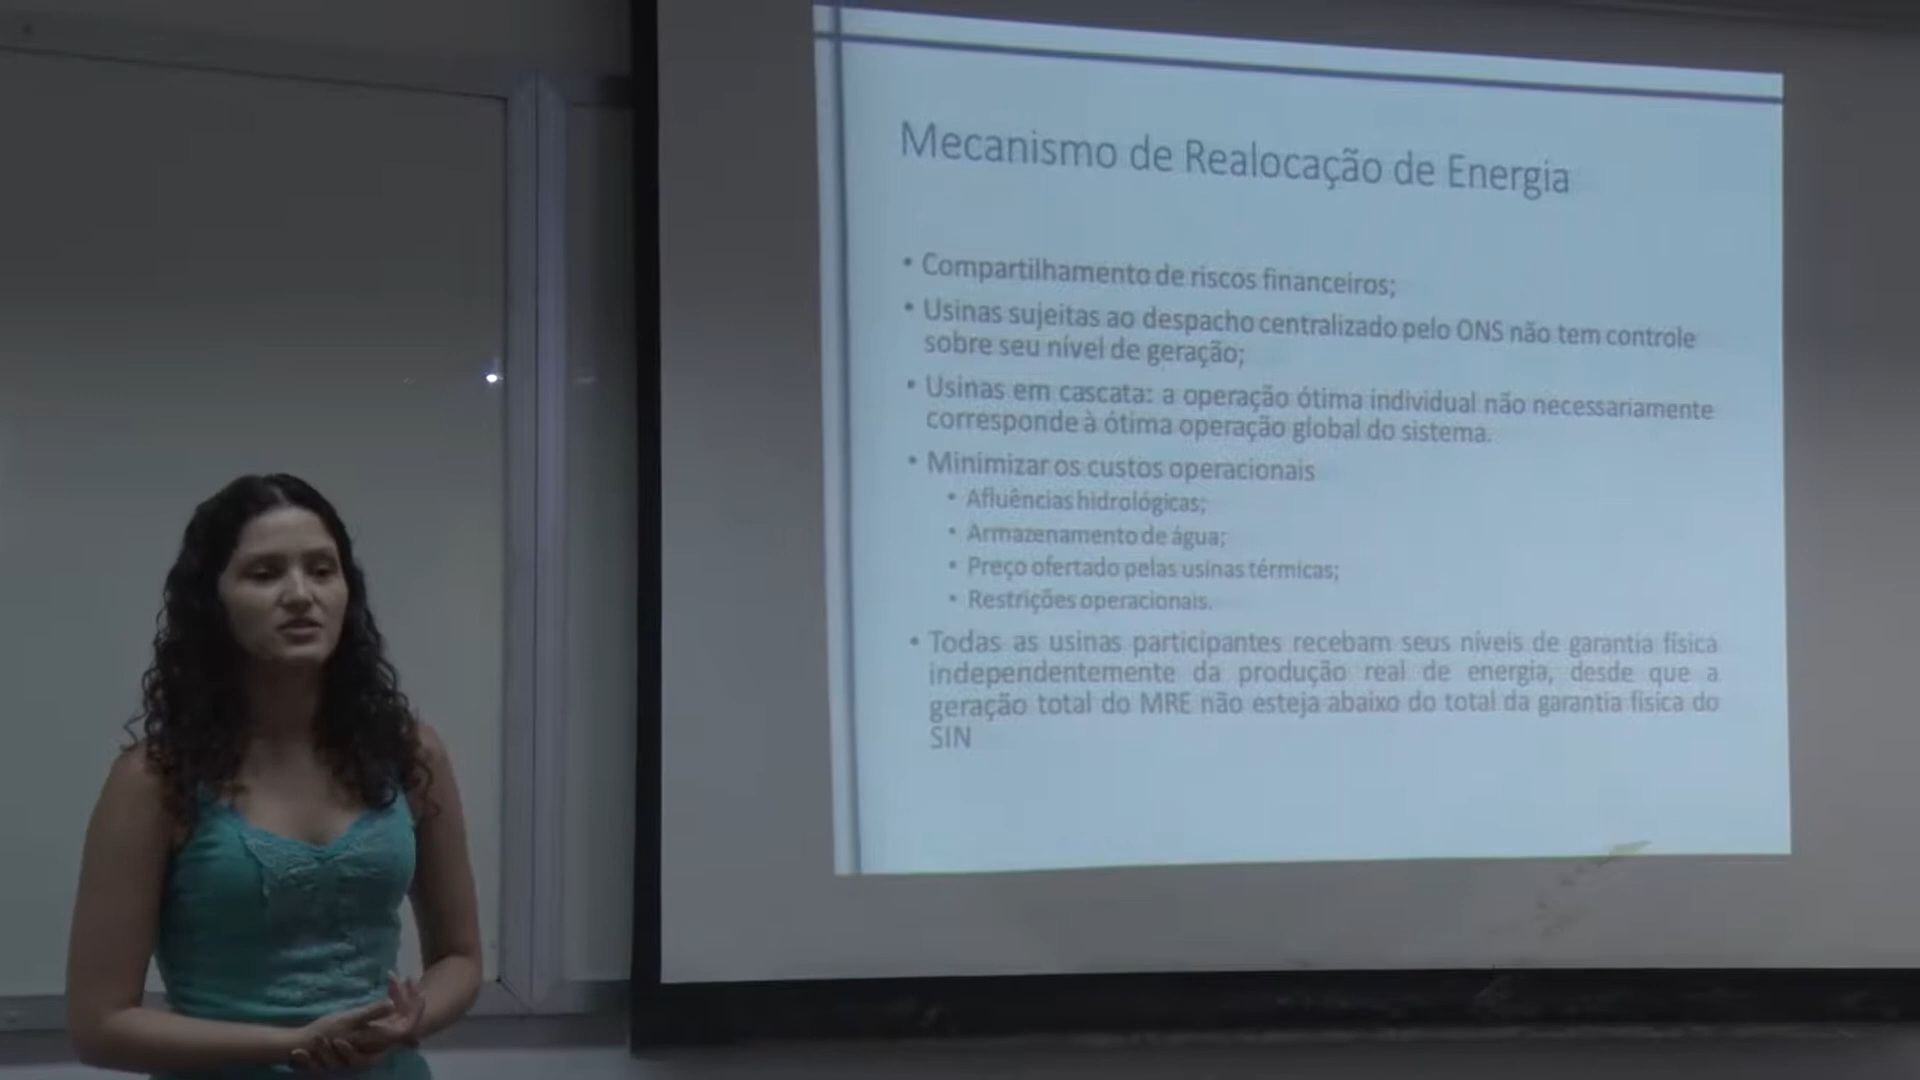 Mecanismo de Realocação de Energia
• Compartilhamento de riscos financeiros;
• Usinas sujeitas ao despacho centralizado pelo ONS não tem controle
sobre seu nível de geração;
• Usinas em cascata: a operação ótima individual não necessariamente
corresponde à ótima operação global do sistema.
• Minimizar os custos operacionais
• Afluências hidrológicas;
• Armazenamento de água;
• Preço ofertado pelas usinas térmicas;
• Restrições operacionais.
• Todas as usinas participantes recebam seus níveis de garantia física
independentemente da produção real de energia, desde que a
geração total do MRE não esteja abaixo do total da garantia física do
SIN